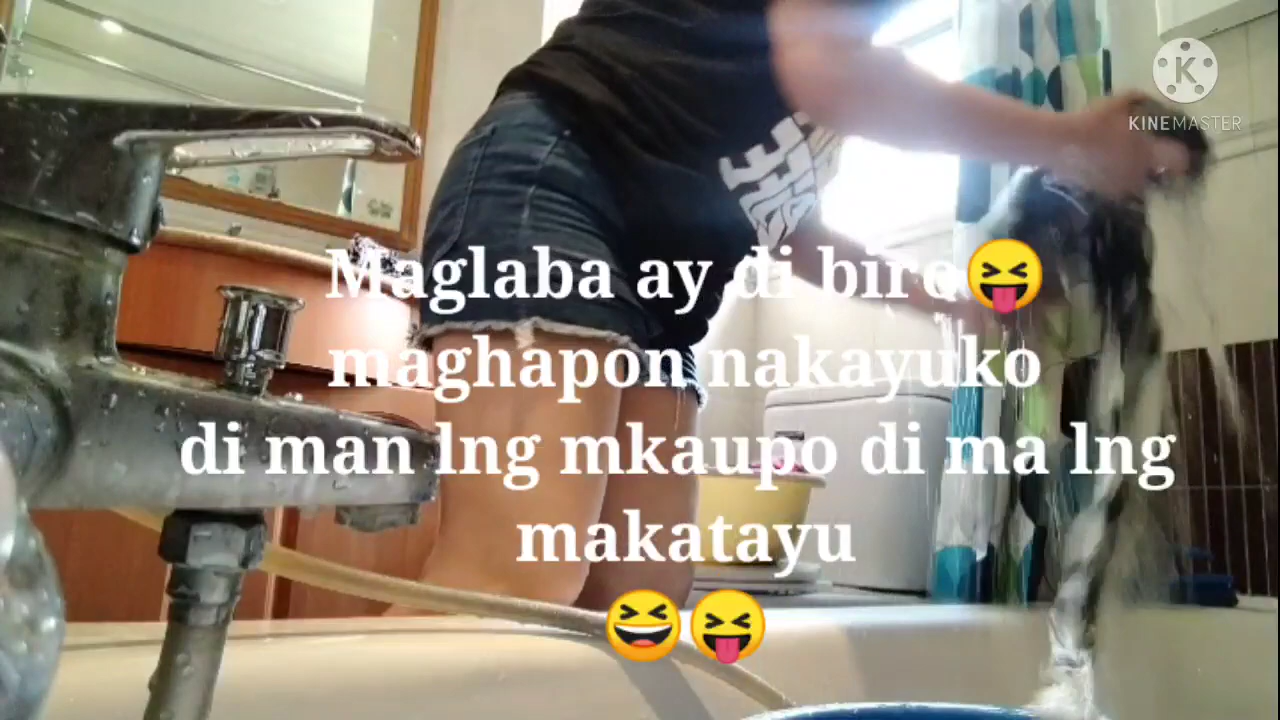 KINEMASTER
Maglaba ay di biro😝
maghapon nakayuko
di man lng mkaupo di ma lng
makatayu
😆😝